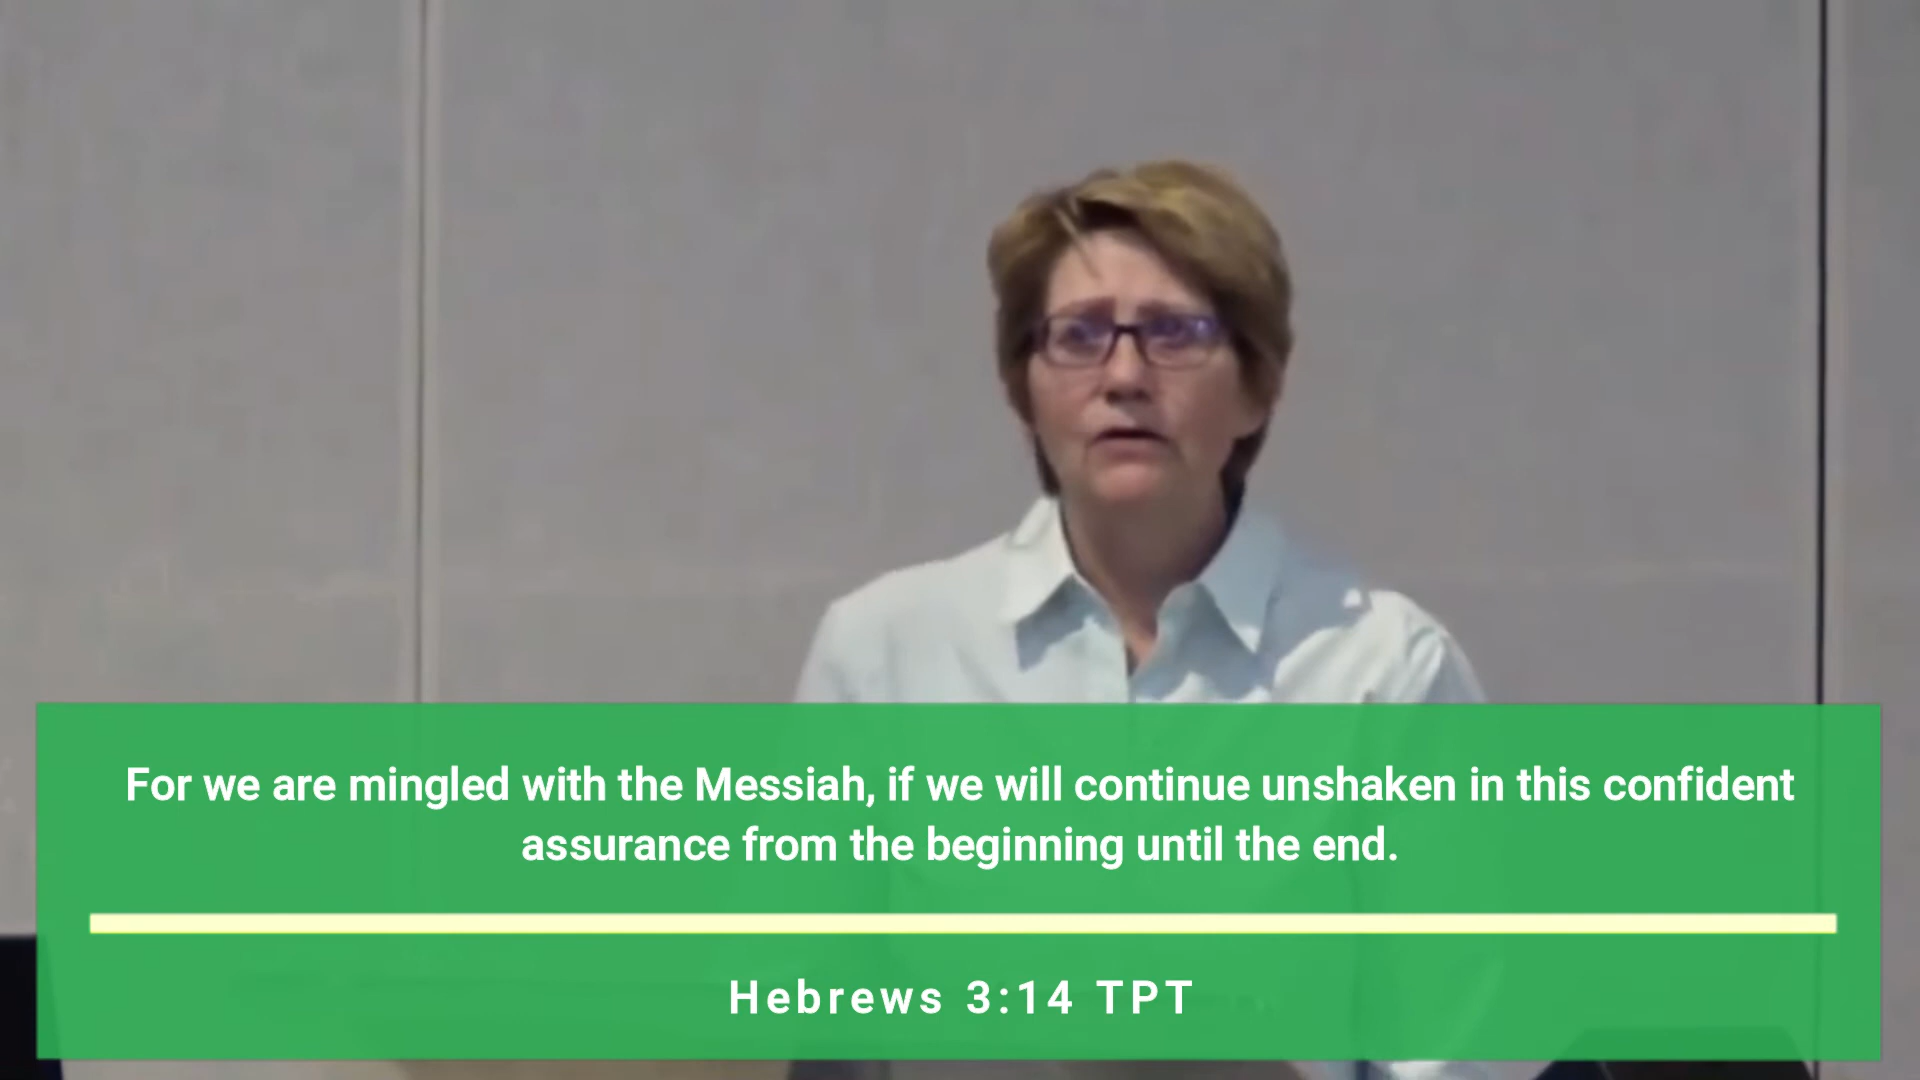 For we are mingled with the Messiah, if we will continue unshaken in this confident
assurance from the beginning until the end.
Hebrews 3:14 TPT